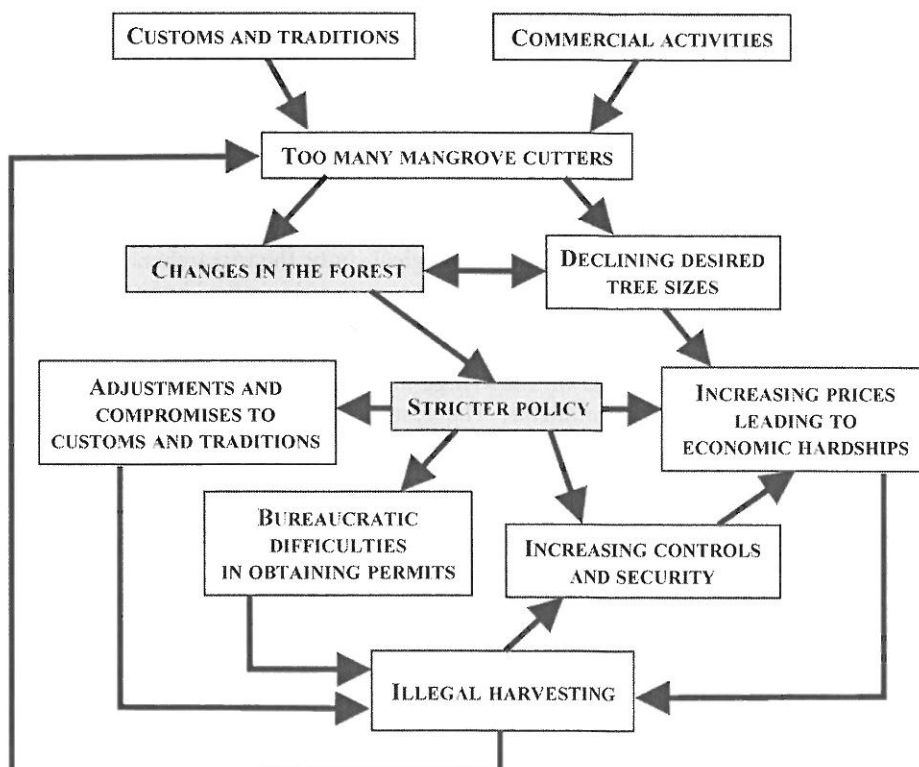 CUSTOMS AND TRADITIONS
COMMERCIAL ACTIVITIES
TOO MANY MANGROVE CUTTERS
CHANGES IN THE FOREST
DECLINING DESIRED
TREE SIZES
ADJUSTMENTS AND
COMPROMISES TO
CUSTOMS AND TRADITIONS
STRICTER POLICY
INCREASING PRICES
LEADING TO
ECONOMIC HARDSHIPS
BUREAUCRATIC
DIFFICULTIES
IN OBTAINING PERMITS
INCREASING CONTROLS
AND SECURITY
ILLEGAL HARVESTING